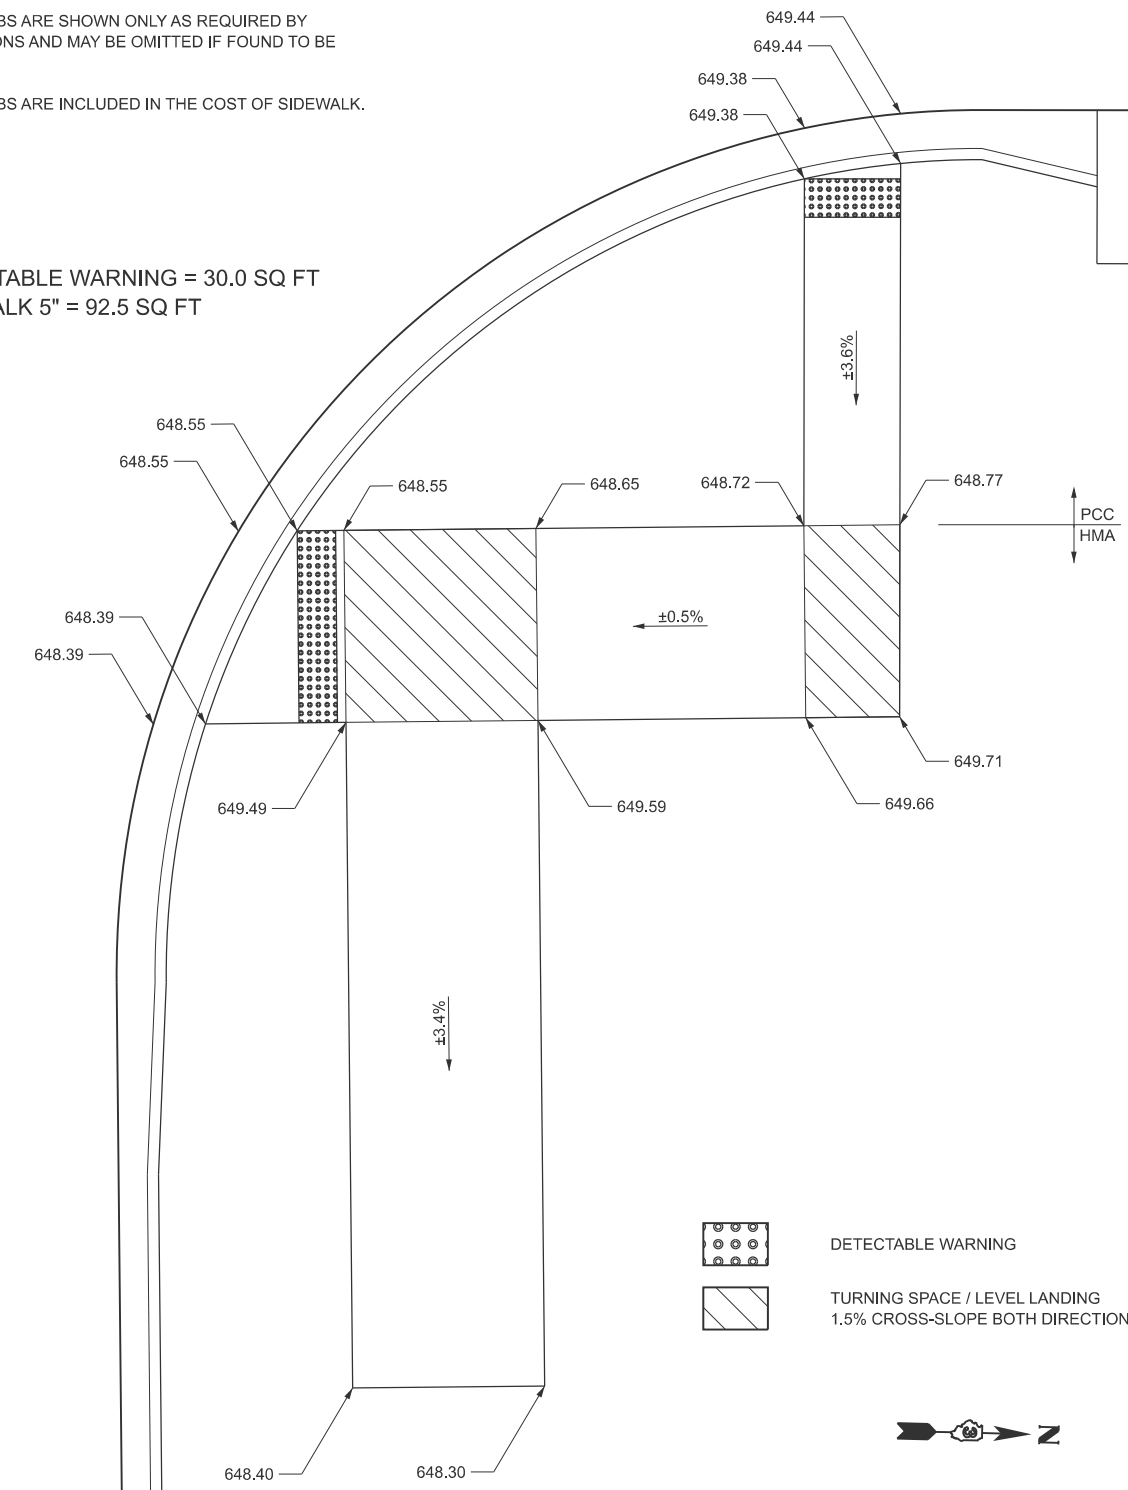 BS ARE SHOWN ONLY AS REQUIRED BY
ONS AND MAY BE OMITTED IF FOUND TO BE
BS ARE INCLUDED IN THE COST OF SIDEWALK.
649.44
649.44
649.38
649.38
TABLE WARNING = 30.0 SQ FT
ALK 5" = 92.5 SQ FT
±3.6%
648.55
648.55
648.55
648.65
648.72
648.77
PCC
HMA
648.39
648.39
±0.5%
649.49
649.59
649.66
649.71
±3.4%
DETECTABLE WARNING
TURNING SPACE / LEVEL LANDING
1.5% CROSS-SLOPE BOTH DIRECTION
N
648.40
648.30